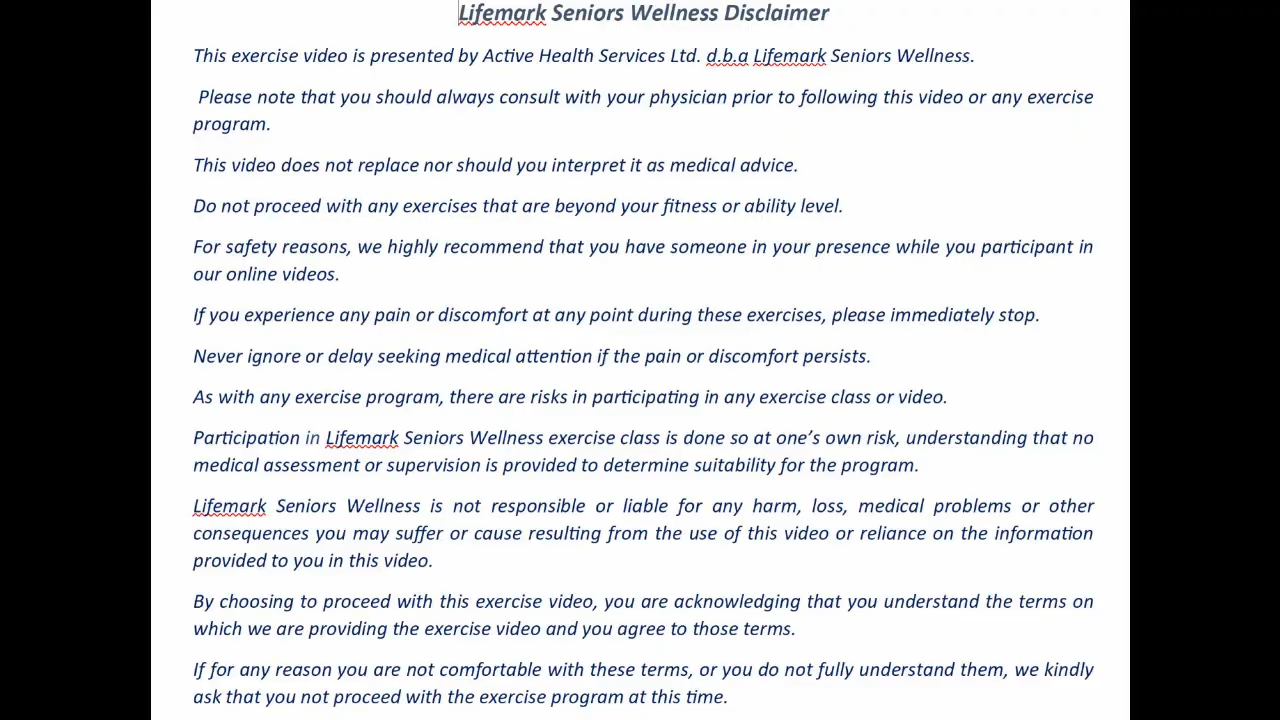 Lifemark Seniors Wellness Disclaimer
This exercise video is presented by Active Health Services Ltd. d.b.a Lifemark Seniors Wellness.
Please note that you should always consult with your physician prior to following this video or any exercise
program.
This video does not replace nor should you interpret it as medical advice.
Do not proceed with any exercises that are beyond your fitness or ability level.
For safety reasons, we highly recommend that you have someone in your presence while you participant in
our online videos.
If you experience any pain or discomfort at any point during these exercises, please immediately stop.
Never ignore or delay seeking medical attention if the pain or discomfort persists.
As with any exercise program, there are risks in participating in any exercise class or video.
Participation in Lifemark Seniors Wellness exercise class is done so at one’s own risk, understanding that no
medical assessment or supervision is provided to determine suitability for the program.
Lifemark Seniors Wellness is not responsible or liable for any harm, loss, medical problems or other
consequences you may suffer or cause resulting from the use of this video or reliance on the information
provided to you in this video.
By choosing to proceed with this exercise video, you are acknowledging that you understand the terms on
which we are providing the exercise video and you agree to those terms.
If for any reason you are not comfortable with these terms, or you do not fully understand them, we kindly
ask that you not proceed with the exercise program at this time.